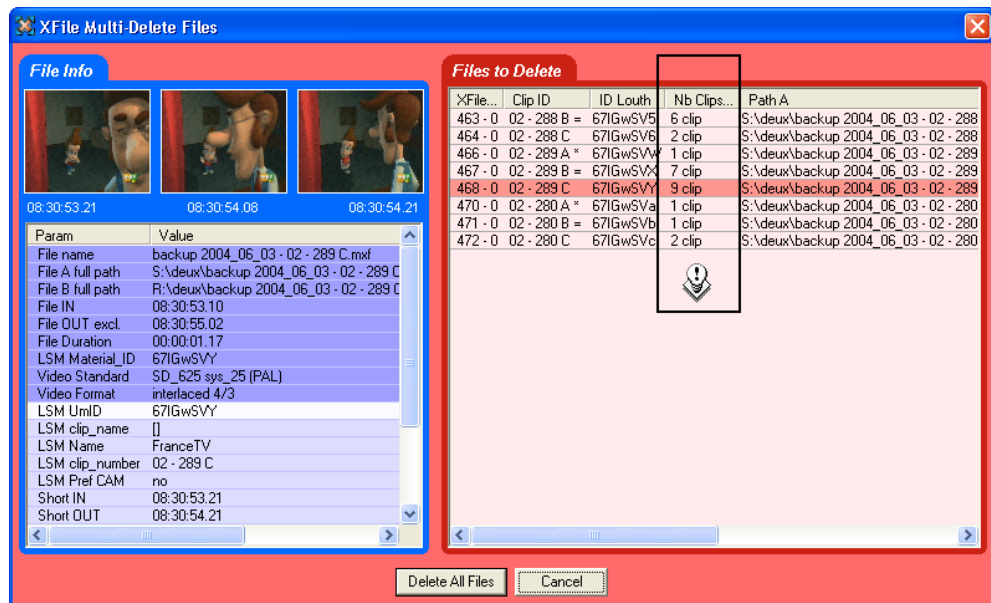 XFile Multi-Delete Files
File Info
08:30:53.21 08:30:54.08 08:30:54.21
Param Value
File name backup 2004_06_03 - 02 - 289 C.mxf
File A full path S:\deux\backup 2004_06_03 - 02 - 289 C
File B full path R:\deux\backup 2004_06_03 - 02 - 289 C
File IN 08:30:53.10
File OUT excl. 08:30:55.02
File Duration 00:00:01.17
LSM Material_ID 67IGwSVY
Video Standard SD_625 sys_25 (PAL)
Video Format interlaced 4/3
LSM UmID 67IGwSVY
LSM clip_name []
LSM Name FranceTV
LSM clip_number 02 - 289 C
LSM Pref CAM no
Short IN 08:30:53.21
Short OUT 08:30:54.21
Files to Delete
XFile... Clip ID ID Louth Nb Clips... Path A
463 - 0 02 - 288 B = 67IGwSV5 6 clip S:\deux\backup 2004_06_03 - 02 - 288
464 - 0 02 - 288 C 67IGwSV6 2 clip S:\deux\backup 2004_06_03 - 02 - 288
466 - 0 02 - 289 A * 67IGwSVW 1 clip S:\deux\backup 2004_06_03 - 02 - 289
467 - 0 02 - 289 B = 67IGwSVX 7 clip S:\deux\backup 2004_06_03 - 02 - 289
468 - 0 02 - 289 C 67IGwSVY 9 clip S:\deux\backup 2004_06_03 - 02 - 289
470 - 0 02 - 280 A * 67IGwSVa 1 clip S:\deux\backup 2004_06_03 - 02 - 280
471 - 0 02 - 280 B = 67IGwSVb 1 clip S:\deux\backup 2004_06_03 - 02 - 280
472 - 0 02 - 280 C 67IGwSVc 2 clip S:\deux\backup 2004_06_03 - 02 - 280
Delete All Files Cancel